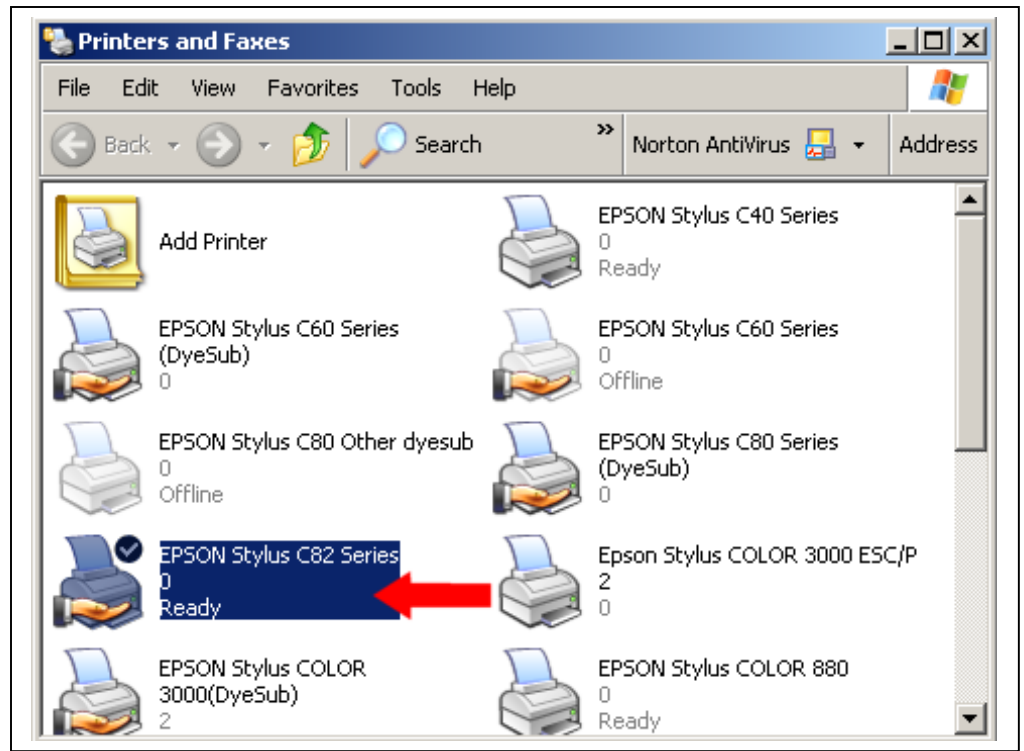 Printers and Faxes
File Edit View Favorites Tools Help
Back Search » Norton AntiVirus Address
Add Printer
EPSON Stylus C40 Series
0
Ready
EPSON Stylus C60 Series
(DyeSub)
0
EPSON Stylus C60 Series
0
Offline
EPSON Stylus C80 Other dyesub
0
Offline
EPSON Stylus C80 Series
(DyeSub)
0
EPSON Stylus C82 Series
0
Ready
Epson Stylus COLOR 3000 ESC/P
2
0
EPSON Stylus COLOR
3000(DyeSub)
2
EPSON Stylus COLOR 880
0
Ready